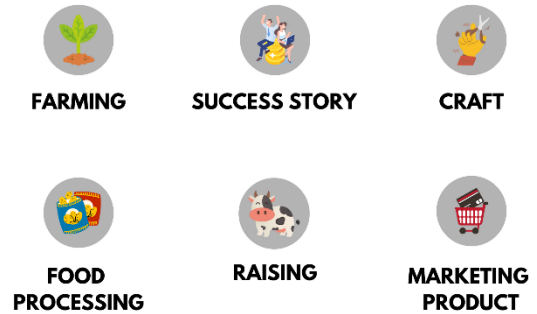 FARMING
SUCCESS STORY
CRAFT
FOOD
PROCESSING
RAISING
MARKETING
PRODUCT